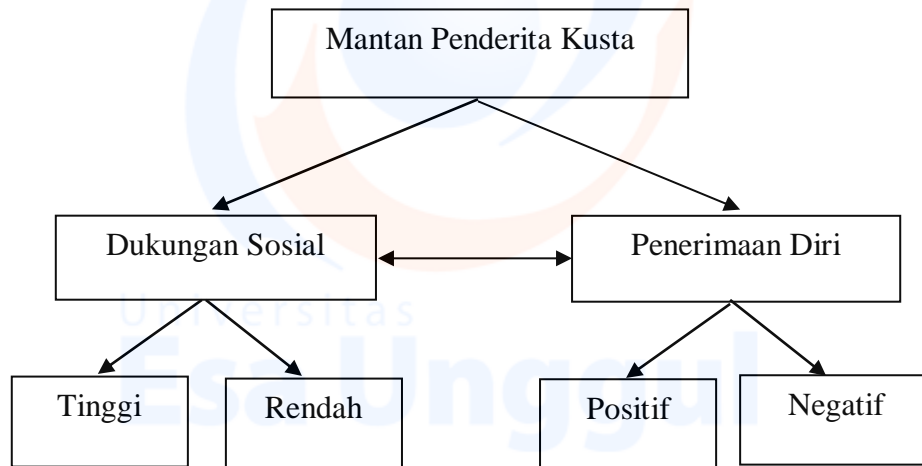 Mantan Penderita Kusta
Dukungan Sosial
Penerimaan Diri
Universitas
Esa Unggul
Tinggi
Rendah
Positif
Negatif